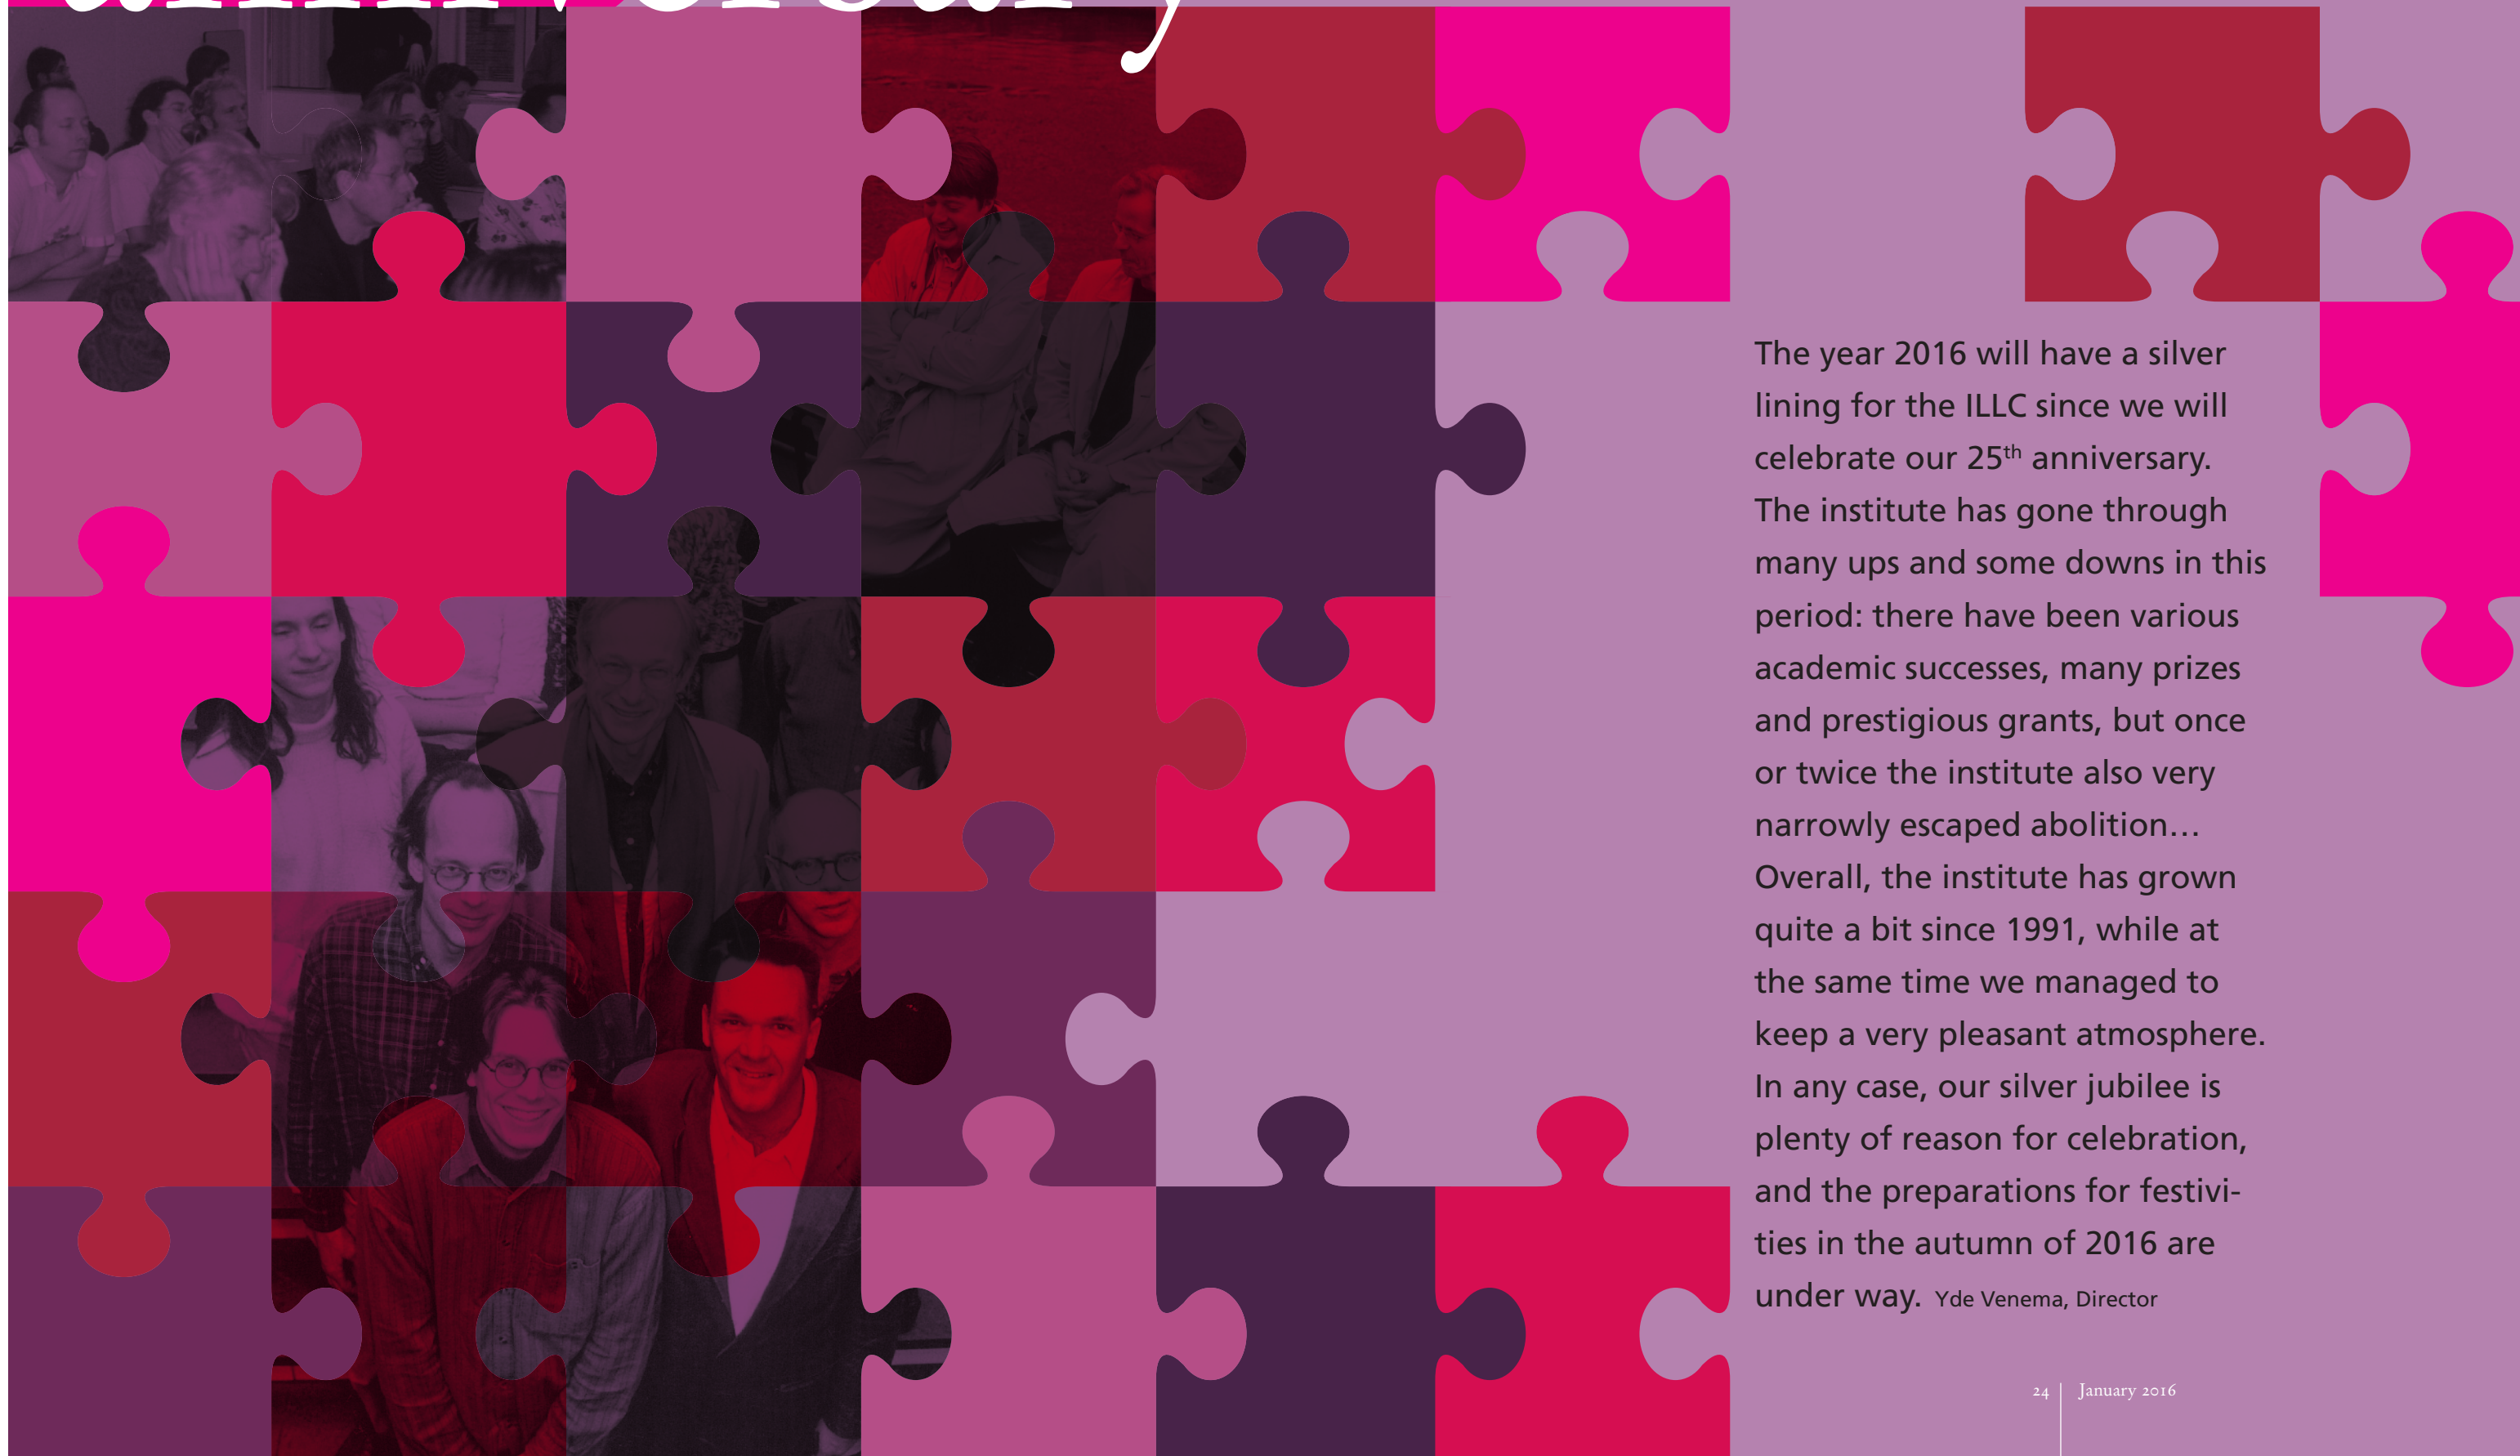 The year 2016 will have a silver
lining for the ILLC since we will
celebrate our 25th anniversary.
The institute has gone through
many ups and some downs in this
period: there have been various
academic successes, many prizes
and prestigious grants, but once
or twice the institute also very
narrowly escaped abolition…
Overall, the institute has grown
quite a bit since 1991, while at
the same time we managed to
keep a very pleasant atmosphere.
In any case, our silver jubilee is
plenty of reason for celebration,
and the preparations for festivi-
ties in the autumn of 2016 are
under way. Yde Venema, Director
24 | January 2016